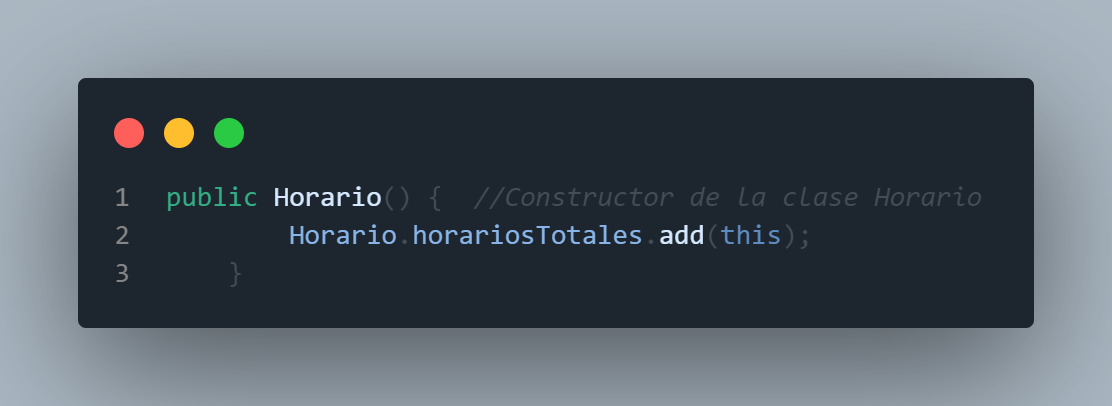 1 public Horario() { //Constructor de la clase Horario
2 Horario.horariosTotales.add(this);
3 }